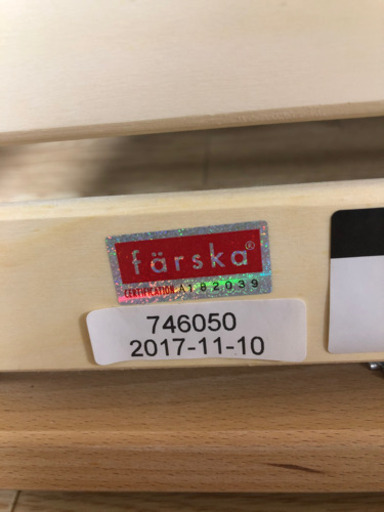 färska®
CERTIFICATION A182039
746050
2017-11-10